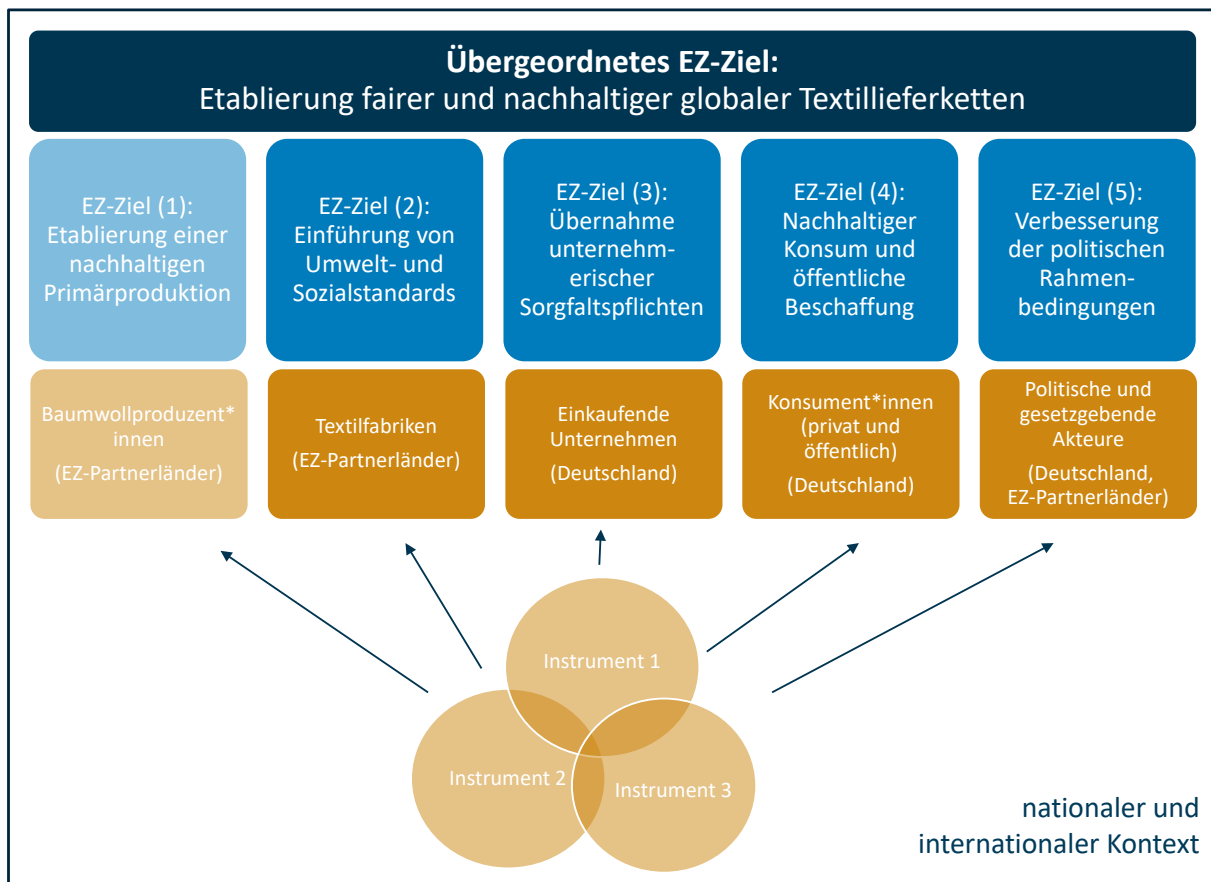 Übergeordnetes EZ-Ziel:
Etablierung fairer und nachhaltiger globaler Textillieferketten
EZ-Ziel (1):
Etablierung einer
nachhaltigen
Primärproduktion
EZ-Ziel (2):
Einführung von
Umwelt- und
Sozialstandards
EZ-Ziel (3):
Übernahme
unternehm-
erischer
Sorgfaltspflichten
EZ-Ziel (4):
Nachhaltiger
Konsum und
öffentliche
Beschaffung
EZ-Ziel (5):
Verbesserung
der politischen
Rahmen-
bedingungen
Baumwollproduzent*
innen
(EZ-Partnerländer)
Textilfabriken
(EZ-Partnerländer)
Einkaufende
Unternehmen
(Deutschland)
Konsument*innen
(privat und
öffentlich)
(Deutschland)
Politische und
gesetzgebende
Akteure
(Deutschland,
EZ-Partnerländer)
Instrument 1
Instrument 2
Instrument 3
nationaler und
internationaler Kontext